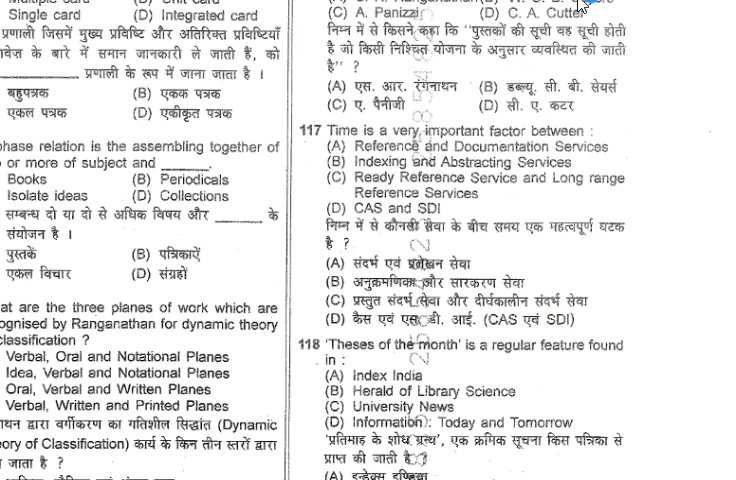 (D) Integrated card
Single card
प्रणाली जिसमें मुख्य प्रविष्टि और अतिरिक्त प्रविष्टियाँ
के बारे में समान जानकारी ले जाती हैं, को
प्रणाली के रूप में जाना जाता है ।
बहुपत्रक (B) एकक पत्रक
एकल पत्रक (D) एकीकृत पत्रक
phase relation is the assembling together of
or more of subject and ______.
Books (B) Periodicals
Isolate ideas (D) Collections
सम्बन्ध दो या दो से अधिक विषय और ______ के
संयोजन है ।
पुस्तकें (B) पत्रिकाऐं
एकल विचार (D) संग्रहों
at are the three planes of work which are
ognised by Ranganathan for dynamic theory
classification ?
Verbal, Oral and Notational Planes
Idea, Verbal and Notational Planes
Oral, Verbal and Written Planes
Verbal, Written and Printed Planes
द्वारा वर्गीकरण का गतिशील सिद्धांत (Dynamic
ory of Classification) कार्य के किन तीन स्तरों द्वारा
जाता है ?
(C) A. Panizzi (D) C. A. Cutter
निम्न में से किसने कहा कि “पुस्तकों की सूची वह सूची होती
है जो किसी निश्चित योजना के अनुसार व्यवस्थित की जाती
है” ?
(A) एस. आर. रंगनाथन (B) डब्ल्यू. सी. बी. सेयर्स
(C) ए. पैनीजी (D) सी. ए. कटर
117 Time is a very important factor between :
(A) Reference and Documentation Services
(B) Indexing and Abstracting Services
(C) Ready Reference Service and Long range
Reference Services
(D) CAS and SDI
निम्न में से कौनसी सेवा के बीच समय एक महत्वपूर्ण घटक
है ?
(A) संदर्भ एवं प्रलेखन सेवा
(B) अनुक्रमणिका और सारकरण सेवा
(C) प्रस्तुत संदर्भ सेवा और दीर्घकालीन संदर्भ सेवा
(D) कैस एवं एस. डी. आई. (CAS एवं SDI)
118 ‘Theses of the month’ is a regular feature found
in :
(A) Index India
(B) Herald of Library Science
(C) University News
(D) Information : Today and Tomorrow
‘प्रतिमाह के शोध ग्रन्थ’, एक क्रमिक सूचना किस पत्रिका से
प्राप्त की जाती है ?
(A) इन्डेक्स इण्डिया